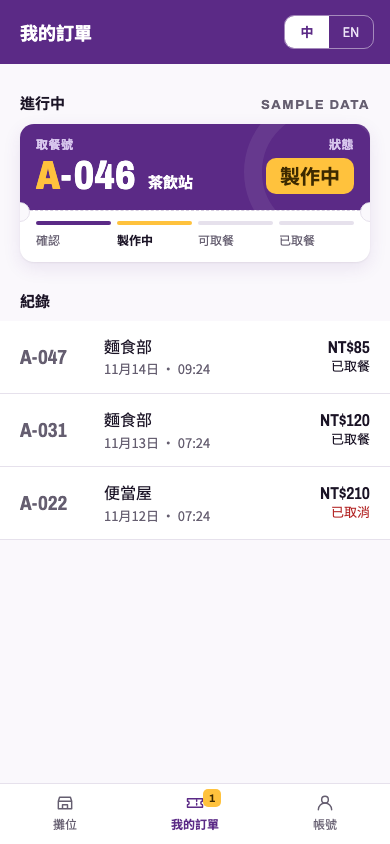 我的訂單
中 EN
進行中 SAMPLE DATA
取餐號 狀態
A-046 茶飲站 製作中
確認 製作中 可取餐 已取餐
紀錄
A-047 麵食部 NT$85
11月14日 • 09:24 已取餐
A-031 麵食部 NT$120
11月13日 • 07:24 已取餐
A-022 便當屋 NT$210
11月12日 • 07:24 已取消
1
攤位 我的訂單 帳號